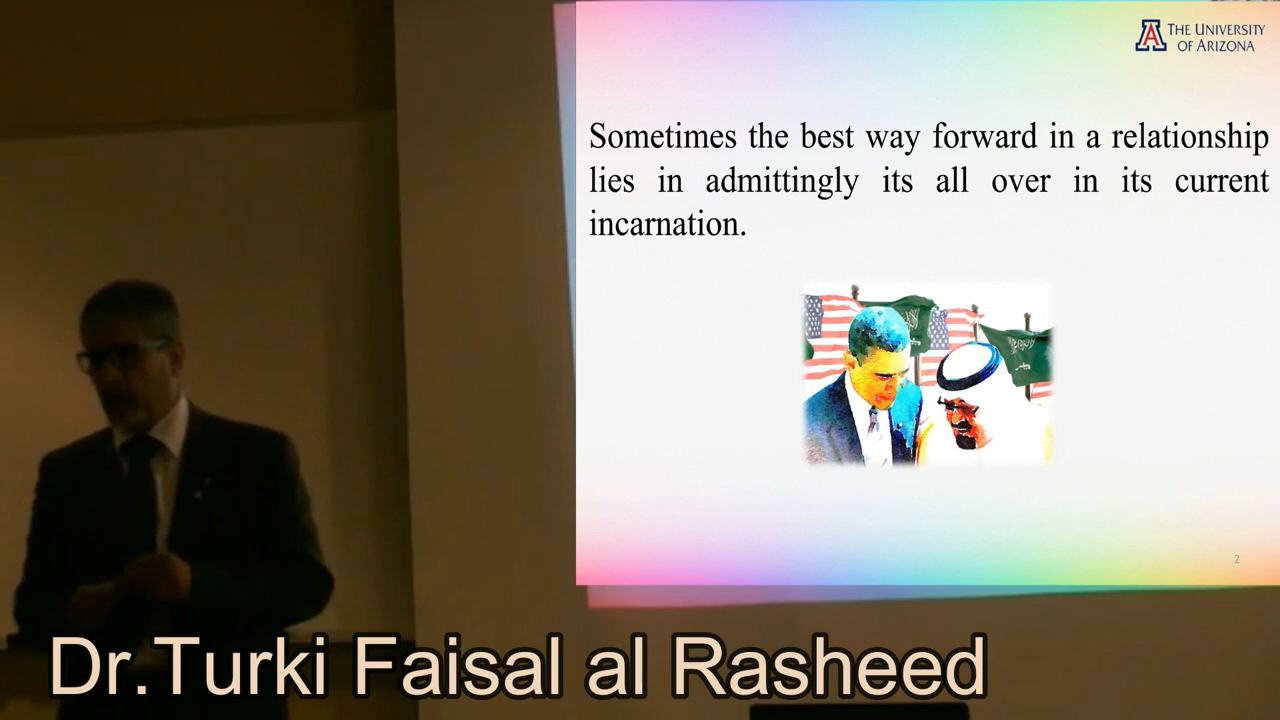 THE UNIVERSITY
OF ARIZONA
Sometimes the best way forward in a relationship
lies in admittingly its all over in its current
incarnation.
2
Dr.Turki Faisal al Rasheed